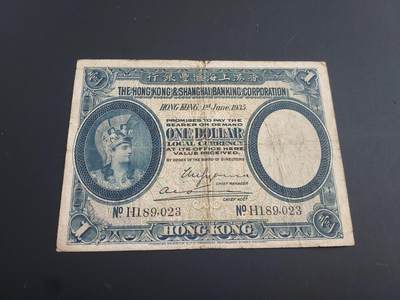 香港上海滙豐銀行
THE HONGKONG & SHANGHAI BANKING CORPORATION
HONG KONG, 1st June, 1935
PROMISES TO PAY THE
BEARER ON DEMAND
ONE DOLLAR
LOCAL CURRENCY
AT ITS OFFICE HERE
VALUE RECEIVED.
BY ORDER OF THE BOARD OF DIRECTORS
CHIEF MANAGER
CHIEF ACCT.
No H189,023 No H189,023
HONG KONG
1
1